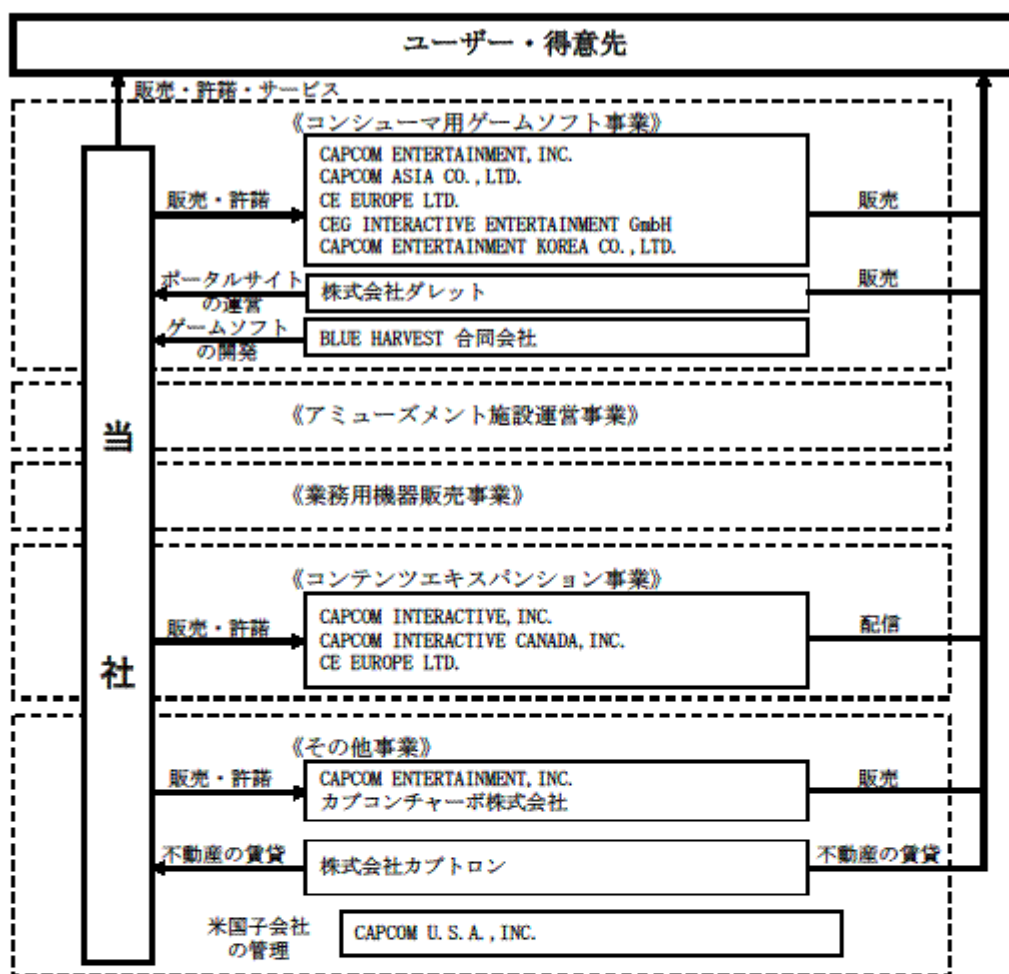 ユーザー・得意先
販売・許諾・サービス
《コンシューマ用ゲームソフト事業》
CAPCOM ENTERTAINMENT, INC.
CAPCOM ASIA CO., LTD.
CE EUROPE LTD.
CEG INTERACTIVE ENTERTAINMENT GmbH
CAPCOM ENTERTAINMENT KOREA CO., LTD.
販売・許諾
販売
ポータルサイト
の運営
株式会社ダレット
販売
ゲームソフト
の開発
BLUE HARVEST 合同会社
当社
《アミューズメント施設運営事業》
《業務用機器販売事業》
《コンテンツエキスパンション事業》
販売・許諾
CAPCOM INTERACTIVE, INC.
CAPCOM INTERACTIVE CANADA, INC.
CE EUROPE LTD.
配信
《その他事業》
販売・許諾
CAPCOM ENTERTAINMENT, INC.
カプコンチャーボ株式会社
販売
不動産の賃貸
株式会社カプトロン
不動産の賃貸
米国子会社
の管理
CAPCOM U.S.A., INC.